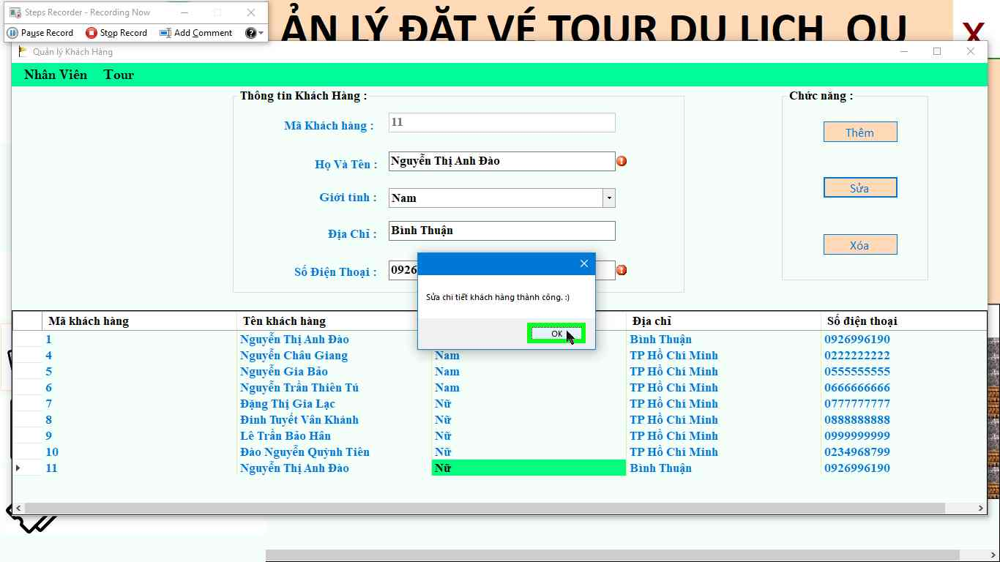 Steps Recorder - Recording Now
Pause Record Stop Record Add Comment
ẢN LÝ ĐẶT VÉ TOUR DU LỊCH QU
X
Quản lý Khách Hàng
Nhân Viên Tour
Thông tin Khách Hàng :
Mã Khách hàng : 11
Họ Và Tên : Nguyễn Thị Anh Đào
Giới tính : Nam
Địa Chỉ : Bình Thuận
Số Điện Thoại : 0926
Chức năng :
Thêm
Sửa
Xóa
Sửa chi tiết khách hàng thành công. :)
OK
Mã khách hàng Tên khách hàng Địa chỉ Số điện thoại
1 Nguyễn Thị Anh Đào Bình Thuận 0926996190
4 Nguyễn Châu Giang Nam TP Hồ Chí Minh 0222222222
5 Nguyễn Gia Bảo Nam TP Hồ Chí Minh 0555555555
6 Nguyễn Trần Thiên Tú Nam TP Hồ Chí Minh 0666666666
7 Đặng Thị Gia Lạc Nữ TP Hồ Chí Minh 0777777777
8 Đinh Tuyết Vân Khánh Nữ TP Hồ Chí Minh 0888888888
9 Lê Trần Bảo Hân Nữ TP Hồ Chí Minh 0999999999
10 Đào Nguyễn Quỳnh Tiên Nữ TP Hồ Chí Minh 0234968799
11 Nguyễn Thị Anh Đào Nữ Bình Thuận 0926996190